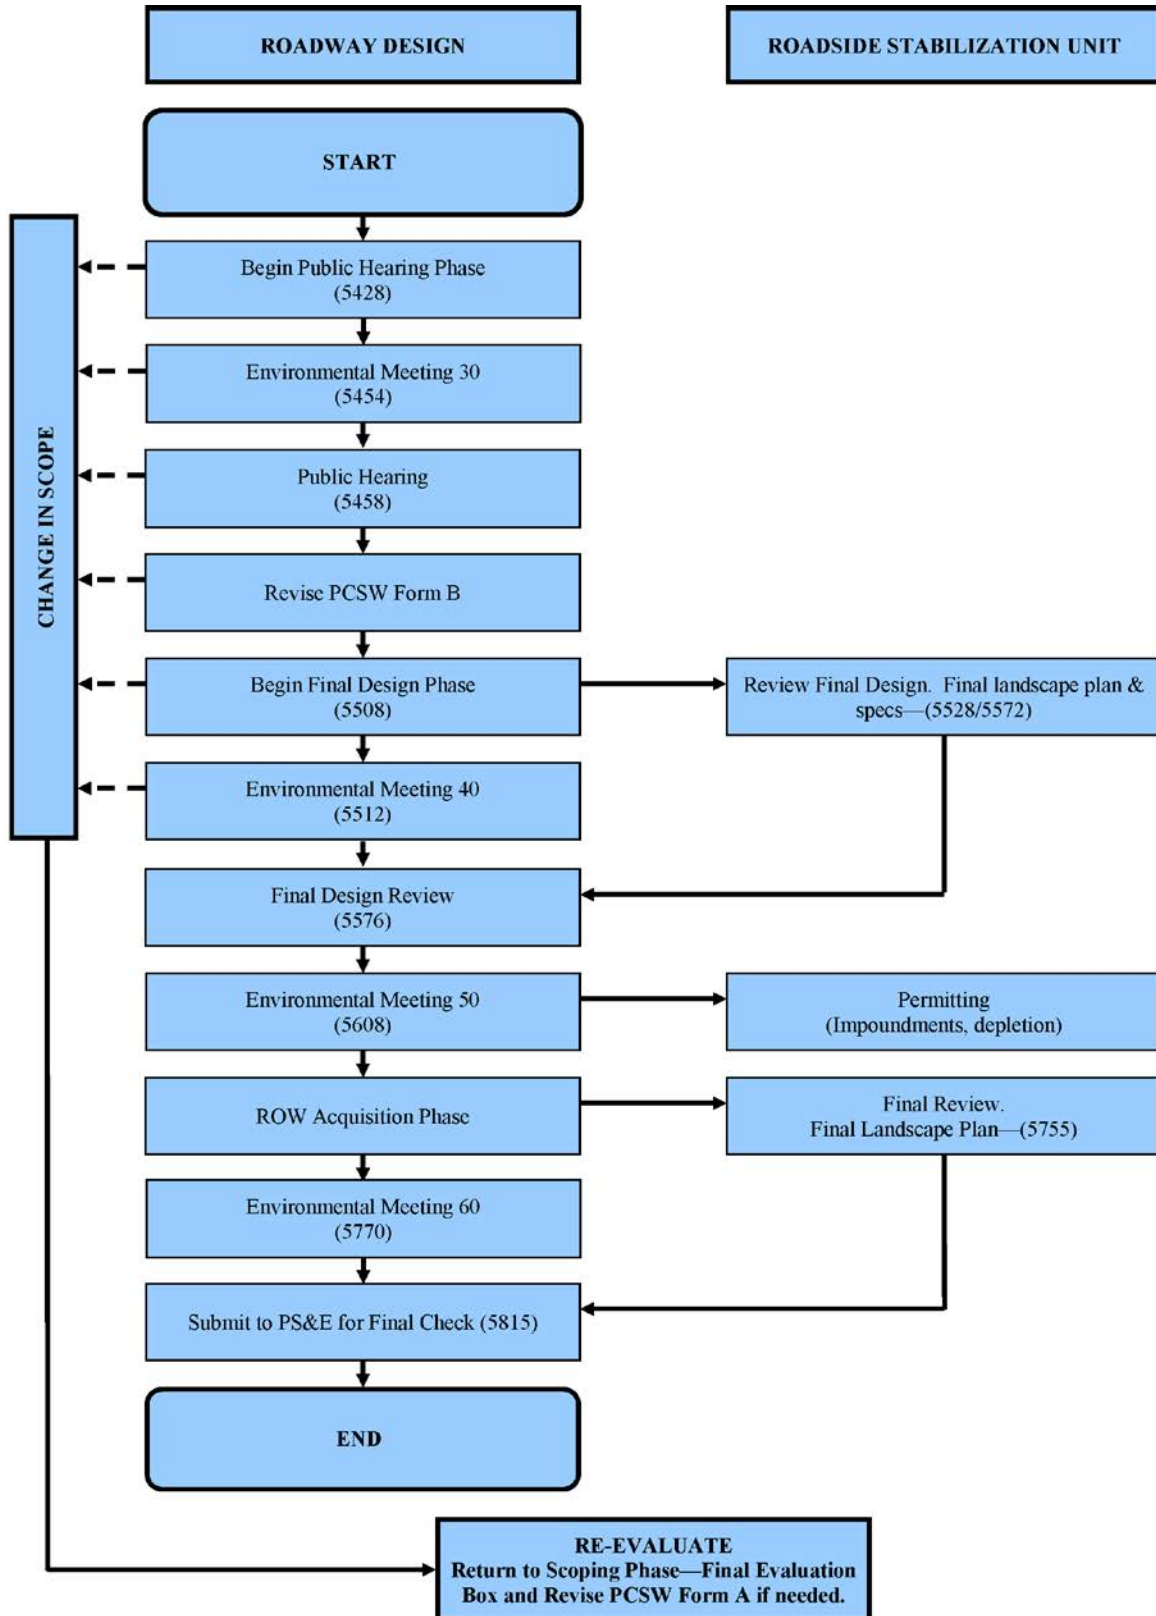 ROADWAY DESIGN
ROADSIDE STABILIZATION UNIT
START
CHANGE IN SCOPE
Begin Public Hearing Phase
(5428)
Environmental Meeting 30
(5454)
Public Hearing
(5458)
Revise PCSW Form B
Begin Final Design Phase
(5508)
Review Final Design.  Final landscape plan &
specs—(5528/5572)
Environmental Meeting 40
(5512)
Final Design Review
(5576)
Environmental Meeting 50
(5608)
Permitting
(Impoundments, depletion)
ROW Acquisition Phase
Final Review.
Final Landscape Plan—(5755)
Environmental Meeting 60
(5770)
Submit to PS&E for Final Check (5815)
END
RE-EVALUATE
Return to Scoping Phase—Final Evaluation
Box and Revise PCSW Form A if needed.